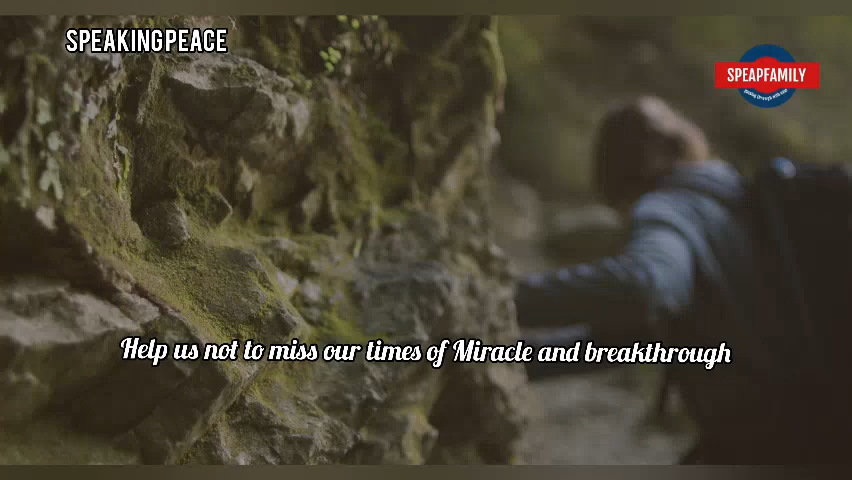 SPEAKINGPEACE
SPEAPFAMILY
Help us not to miss our times of Miracle and breakthrough